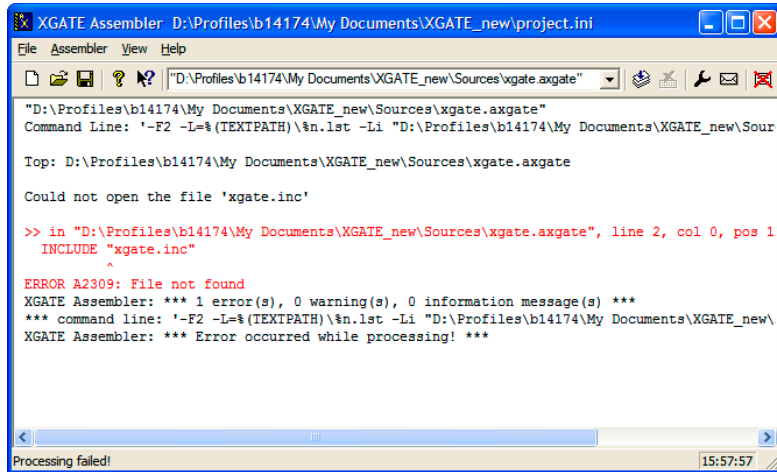 XGATE Assembler D:\Profiles\b14174\My Documents\XGATE_new\project.ini
File Assembler View Help
"D:\Profiles\b14174\My Documents\XGATE_new\Sources\xgate.axgate"
"D:\Profiles\b14174\My Documents\XGATE_new\Sources\xgate.axgate"
Command Line: '-F2 -L=%(TEXTPATH)\%n.lst -Li "D:\Profiles\b14174\My Documents\XGATE_new\Sour
Top: D:\Profiles\b14174\My Documents\XGATE_new\Sources\xgate.axgate
Could not open the file 'xgate.inc'
>> in "D:\Profiles\b14174\My Documents\XGATE_new\Sources\xgate.axgate", line 2, col 0, pos 1
INCLUDE "xgate.inc"
^
ERROR A2309: File not found
XGATE Assembler: *** 1 error(s), 0 warning(s), 0 information message(s) ***
*** command line: '-F2 -L=%(TEXTPATH)\%n.lst -Li "D:\Profiles\b14174\My Documents\XGATE_new\
XGATE Assembler: *** Error occurred while processing! ***
Processing failed!
15:57:57